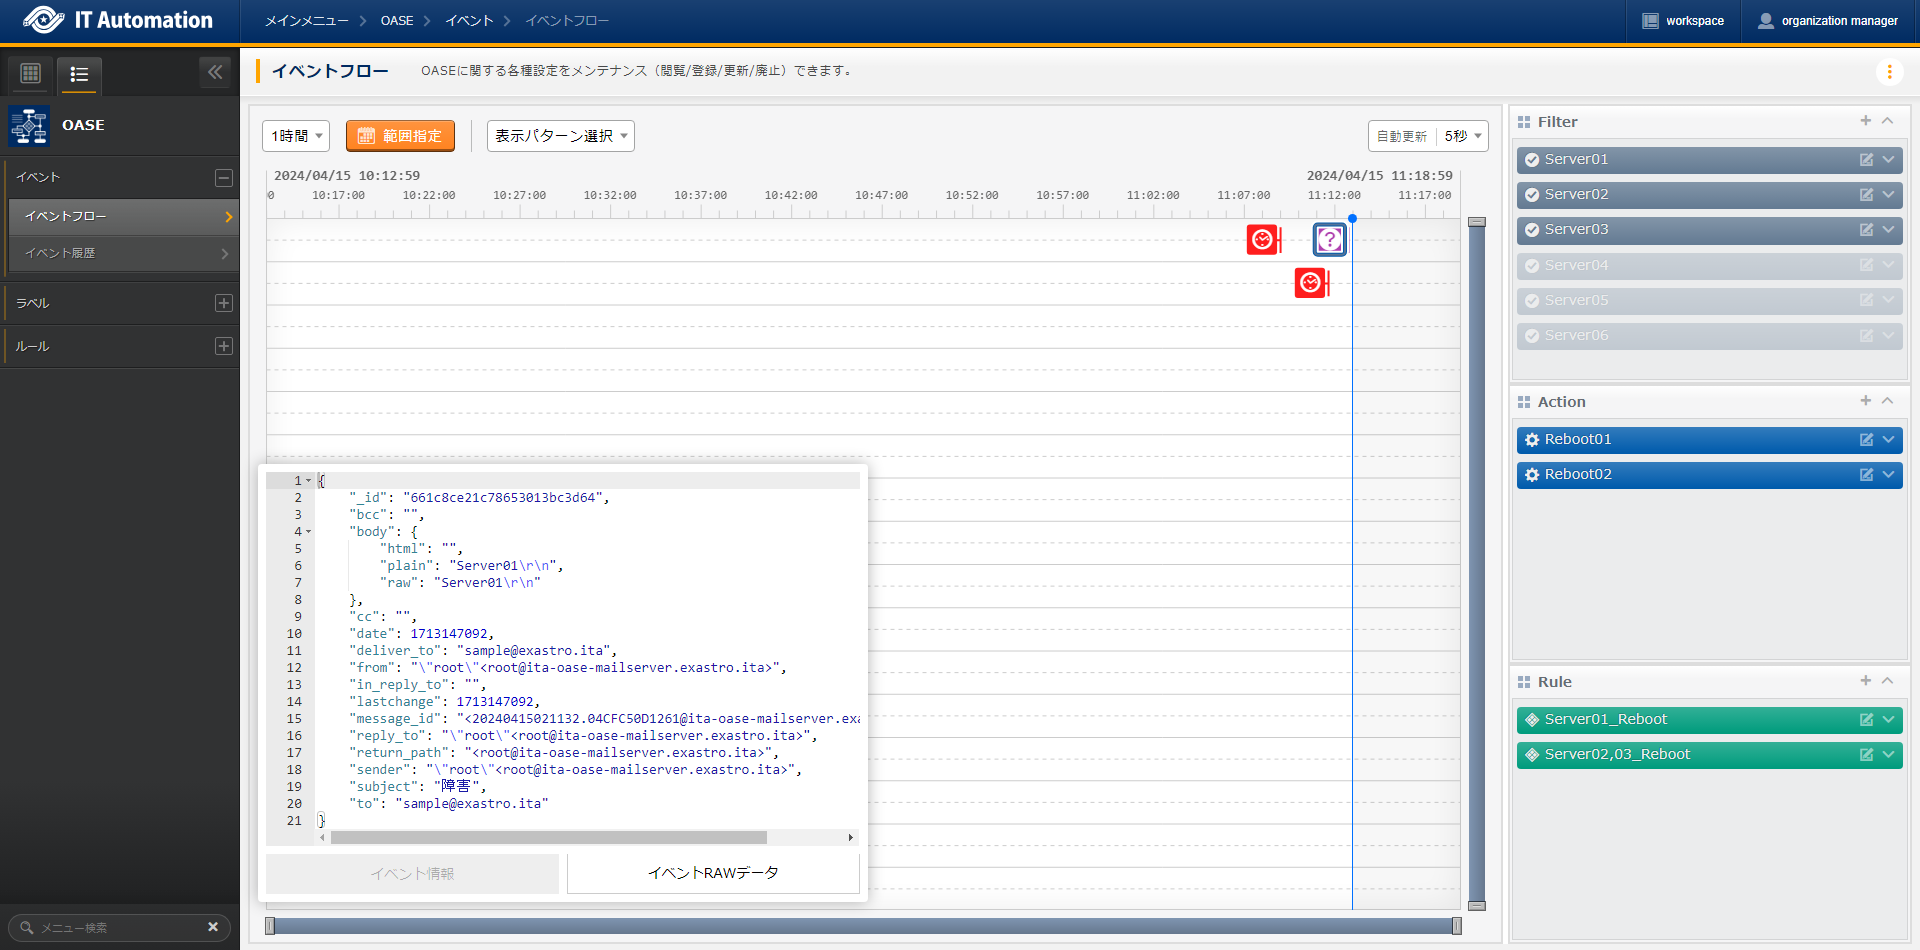 IT Automation
メインメニュー OASE イベント イベントフロー
workspace
organization manager
イベントフロー
OASEに関する各種設定をメンテナンス（閲覧/登録/更新/廃止）できます。
OASE
イベント
イベントフロー
イベント履歴
ラベル
ルール
メニュー検索
1時間
範囲指定
表示パターン選択
自動更新 5秒
2024/04/15 10:12:59
2024/04/15 11:18:59
0 10:17:00 10:22:00 10:27:00 10:32:00 10:37:00 10:42:00 10:47:00 10:52:00 10:57:00 11:02:00 11:07:00 11:12:00 11:17:00
1 {
2 "_id": "661c8ce21c78653013bc3d64",
3 "bcc": "",
4 "body": {
5 "html": "",
6 "plain": "Server01\r\n",
7 "raw": "Server01\r\n"
8 },
9 "cc": "",
10 "date": 1713147092,
11 "deliver_to": "sample@exastro.ita",
12 "from": "\"root\"<root@ita-oase-mailserver.exastro.ita>",
13 "in_reply_to": "",
14 "lastchange": 1713147092,
15 "message_id": "<20240415021132.04CFC50D1261@ita-oase-mailserver.exa
16 "reply_to": "\"root\"<root@ita-oase-mailserver.exastro.ita>",
17 "return_path": "<root@ita-oase-mailserver.exastro.ita>",
18 "sender": "\"root\"<root@ita-oase-mailserver.exastro.ita>",
19 "subject": "障害",
20 "to": "sample@exastro.ita"
21 }
イベント情報
イベントRAWデータ
Filter
Server01
Server02
Server03
Server04
Server05
Server06
Action
Reboot01
Reboot02
Rule
Server01_Reboot
Server02,03_Reboot